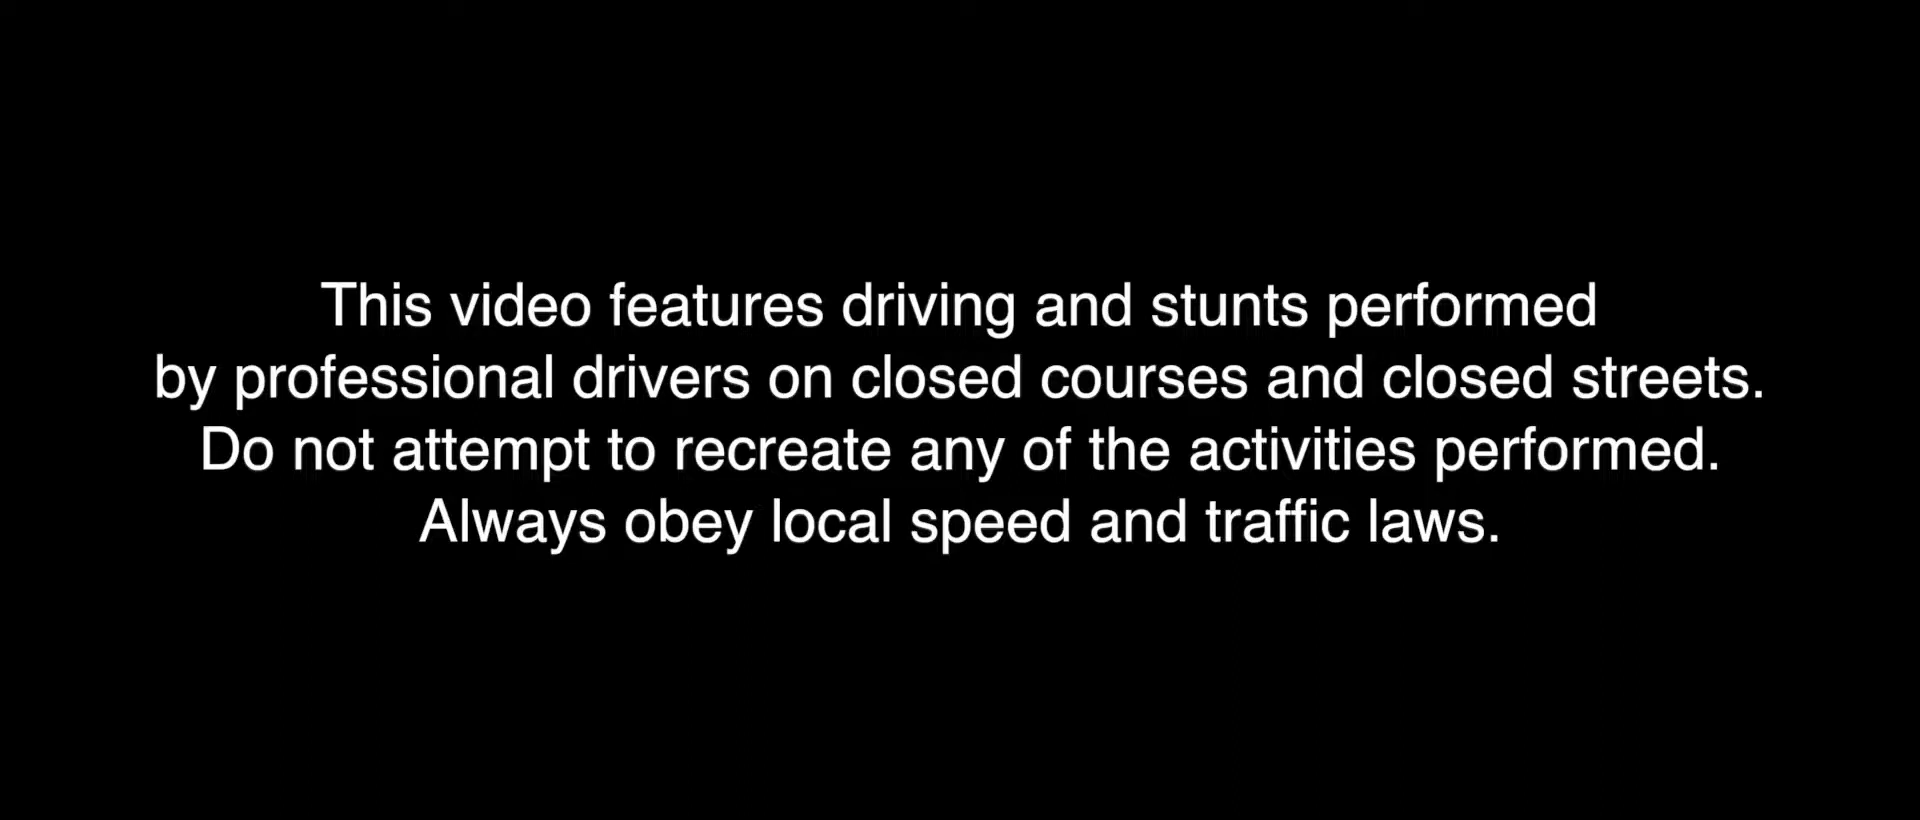 This video features driving and stunts performed
by professional drivers on closed courses and closed streets.
Do not attempt to recreate any of the activities performed.
Always obey local speed and traffic laws.